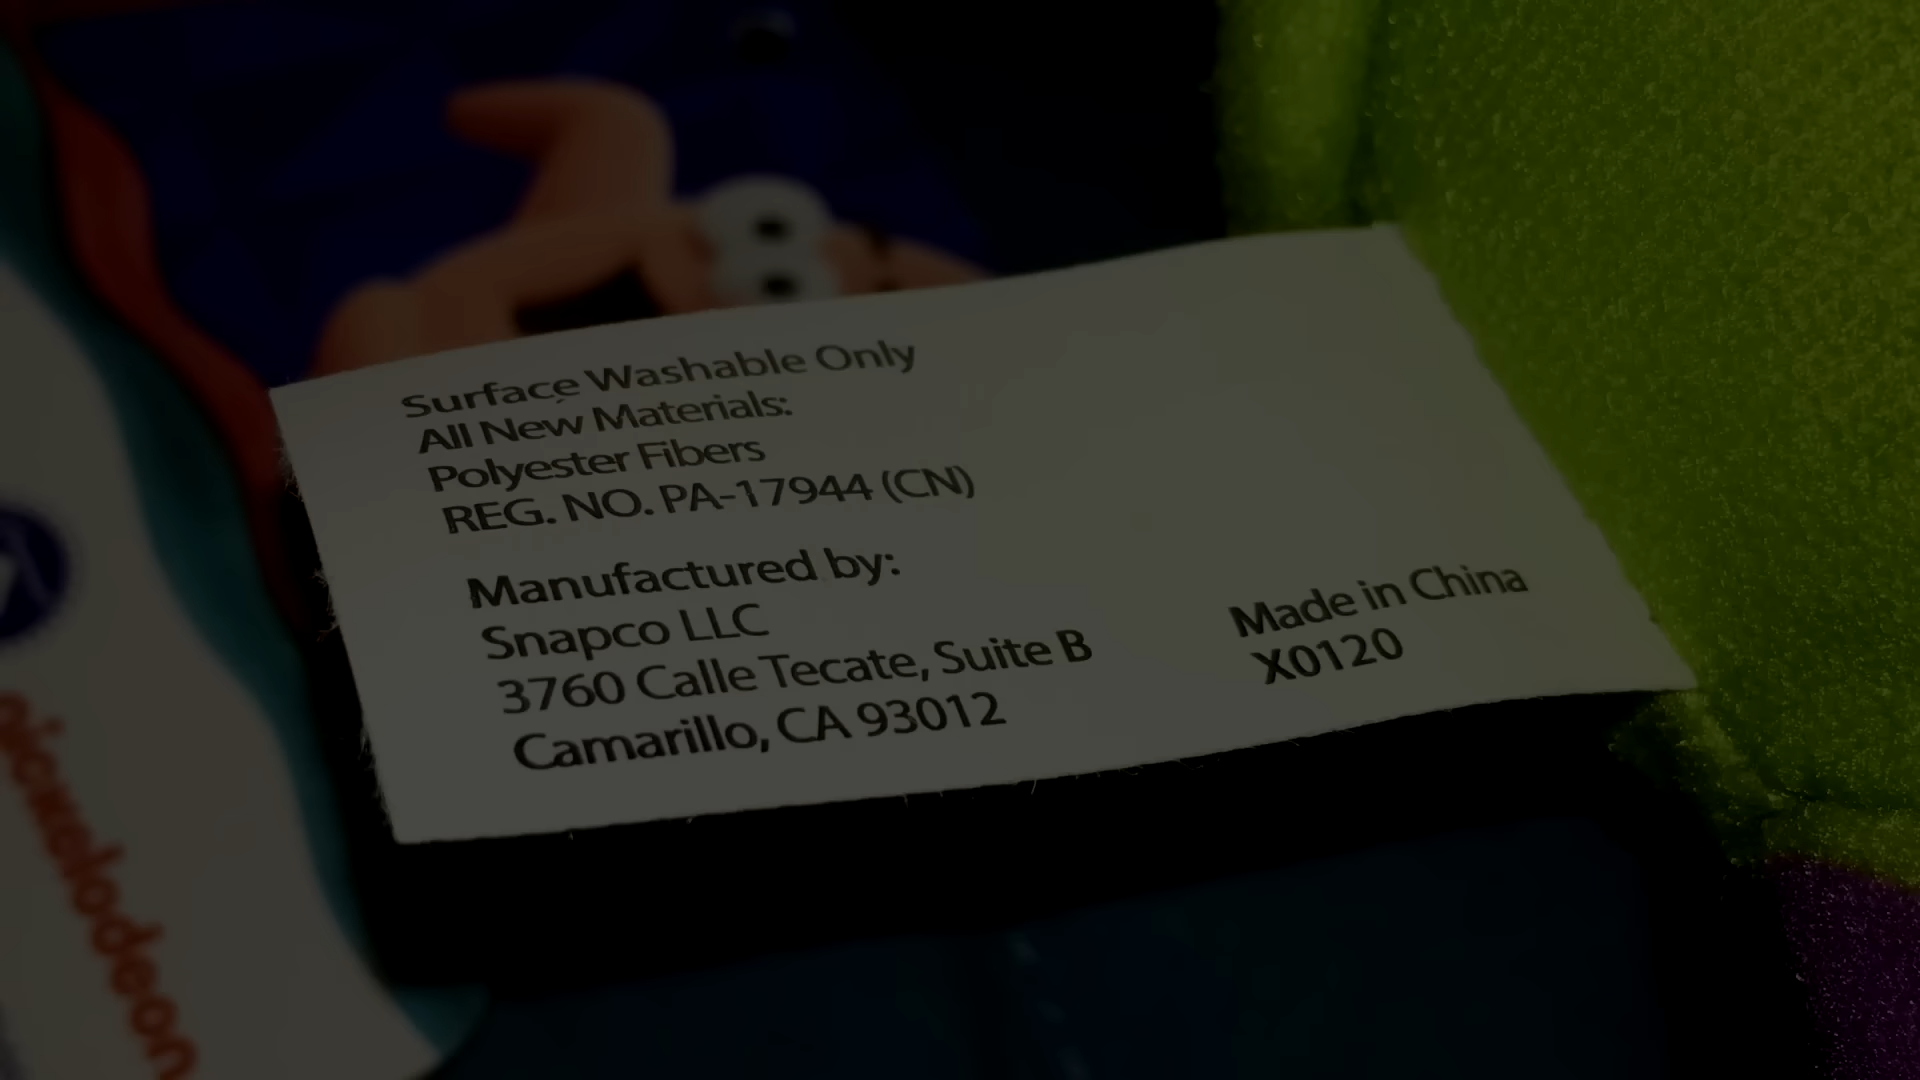 Surface Washable Only
All New Materials:
Polyester Fibers
REG. NO. PA-17944 (CN)
Manufactured by:
Snapco LLC
3760 Calle Tecate, Suite B
Camarillo, CA 93012
Made in China
X0120
nickelodeon